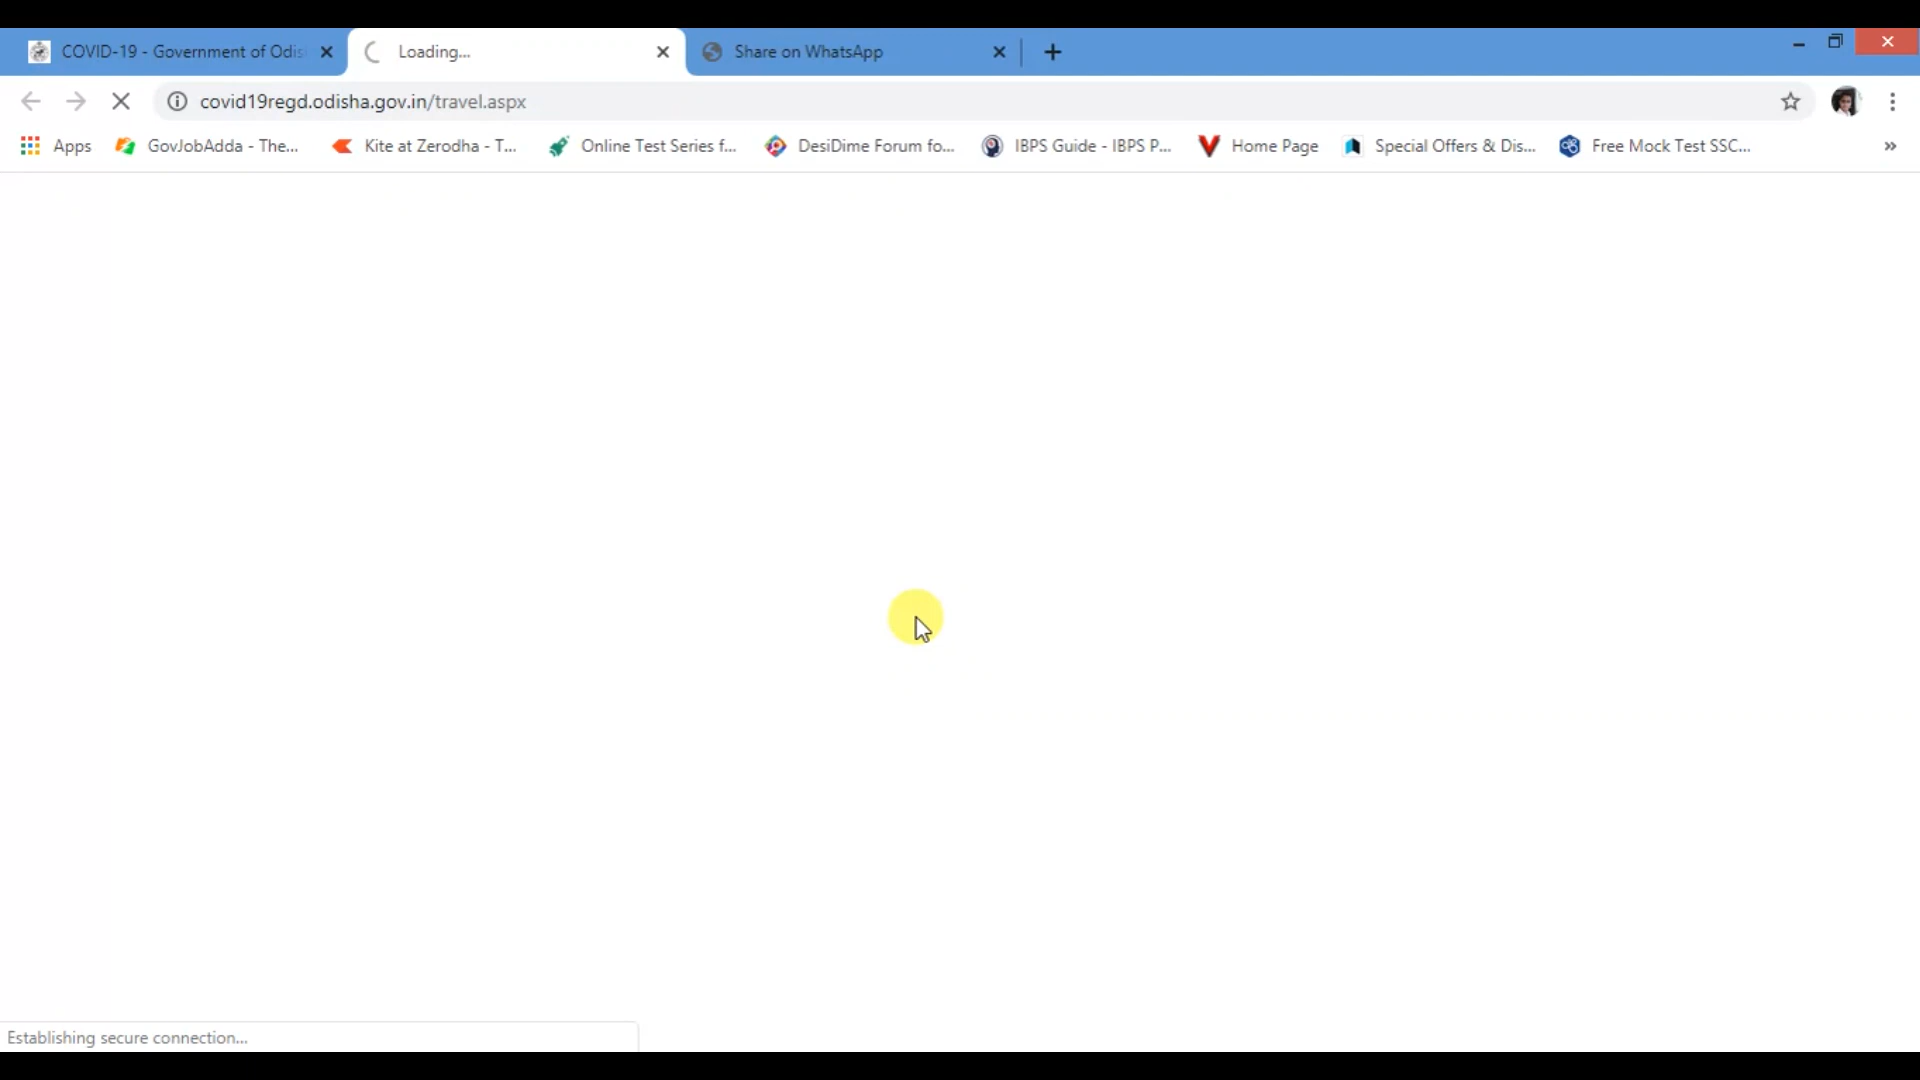 COVID-19 - Government of Odis
Loading...
Share on WhatsApp
covid19regd.odisha.gov.in/travel.aspx
Apps
GovJobAdda - The...
Kite at Zerodha - T...
Online Test Series f...
DesiDime Forum fo...
IBPS Guide - IBPS P...
Home Page
Special Offers & Dis...
Free Mock Test SSC...
Establishing secure connection...